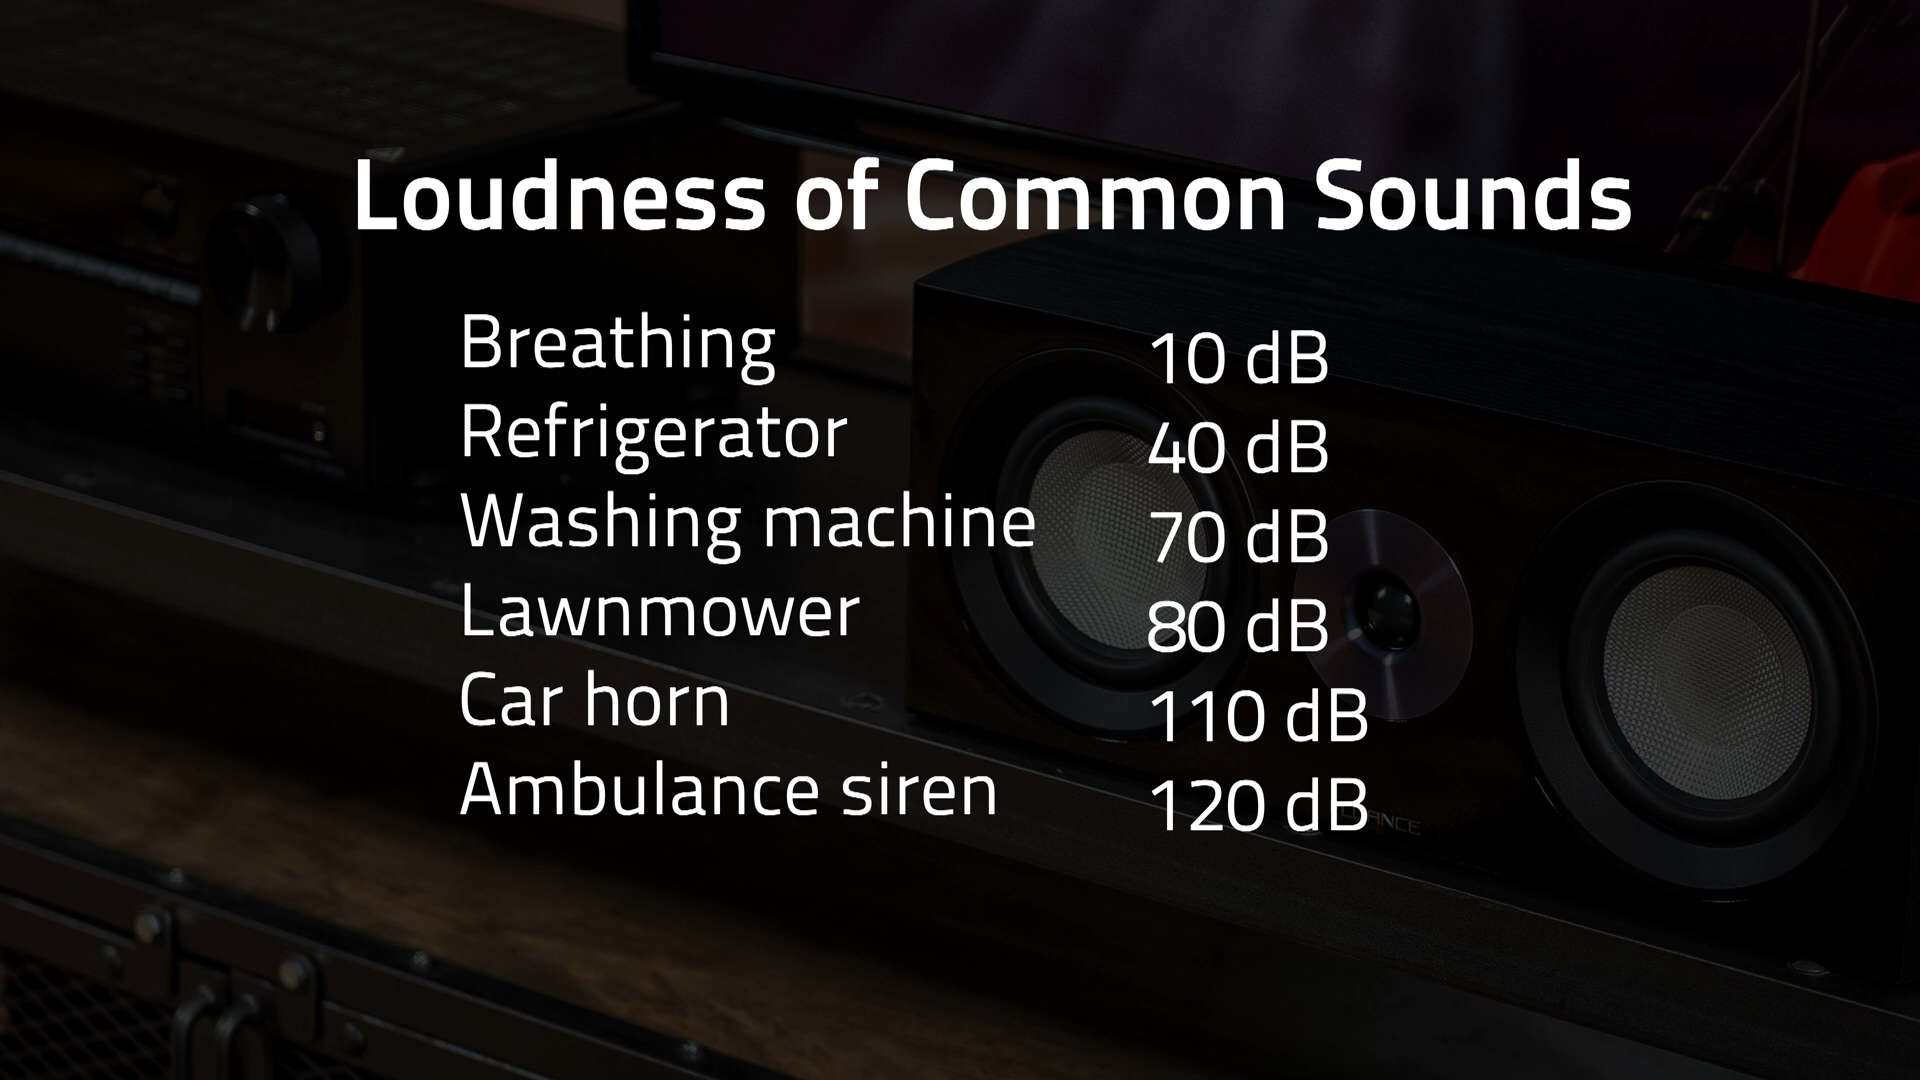 Loudness of Common Sounds
Breathing 10 dB
Refrigerator 40 dB
Washing machine 70 dB
Lawnmower 80 dB
Car horn 110 dB
Ambulance siren 120 dB